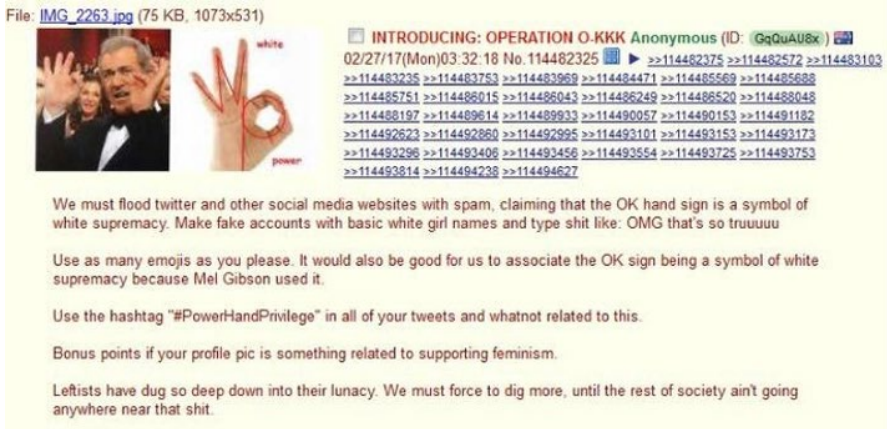 File: IMG_2263.jpg (75 KB, 1073x531)
white
power
INTRODUCING: OPERATION O-KKK Anonymous (ID: GqQuAU8x)
02/27/17(Mon)03:32:18 No.114482325 ▶ >>114482375 >>114482572 >>114483103
>>114483235 >>114483753 >>114483969 >>114484471 >>114485569 >>114485688
>>114485751 >>114486015 >>114486043 >>114486249 >>114486520 >>114488048
>>114488197 >>114489614 >>114489933 >>114490057 >>114490153 >>114491182
>>114492623 >>114492860 >>114492995 >>114493101 >>114493153 >>114493173
>>114493296 >>114493406 >>114493456 >>114493554 >>114493725 >>114493753
>>114493814 >>114494238 >>114494627
We must flood twitter and other social media websites with spam, claiming that the OK hand sign is a symbol of
white supremacy. Make fake accounts with basic white girl names and type shit like: OMG that's so truuuuu
Use as many emojis as you please. It would also be good for us to associate the OK sign being a symbol of white
supremacy because Mel Gibson used it.
Use the hashtag "#PowerHandPrivilege" in all of your tweets and whatnot related to this.
Bonus points if your profile pic is something related to supporting feminism.
Leftists have dug so deep down into their lunacy. We must force to dig more, until the rest of society ain't going
anywhere near that shit.